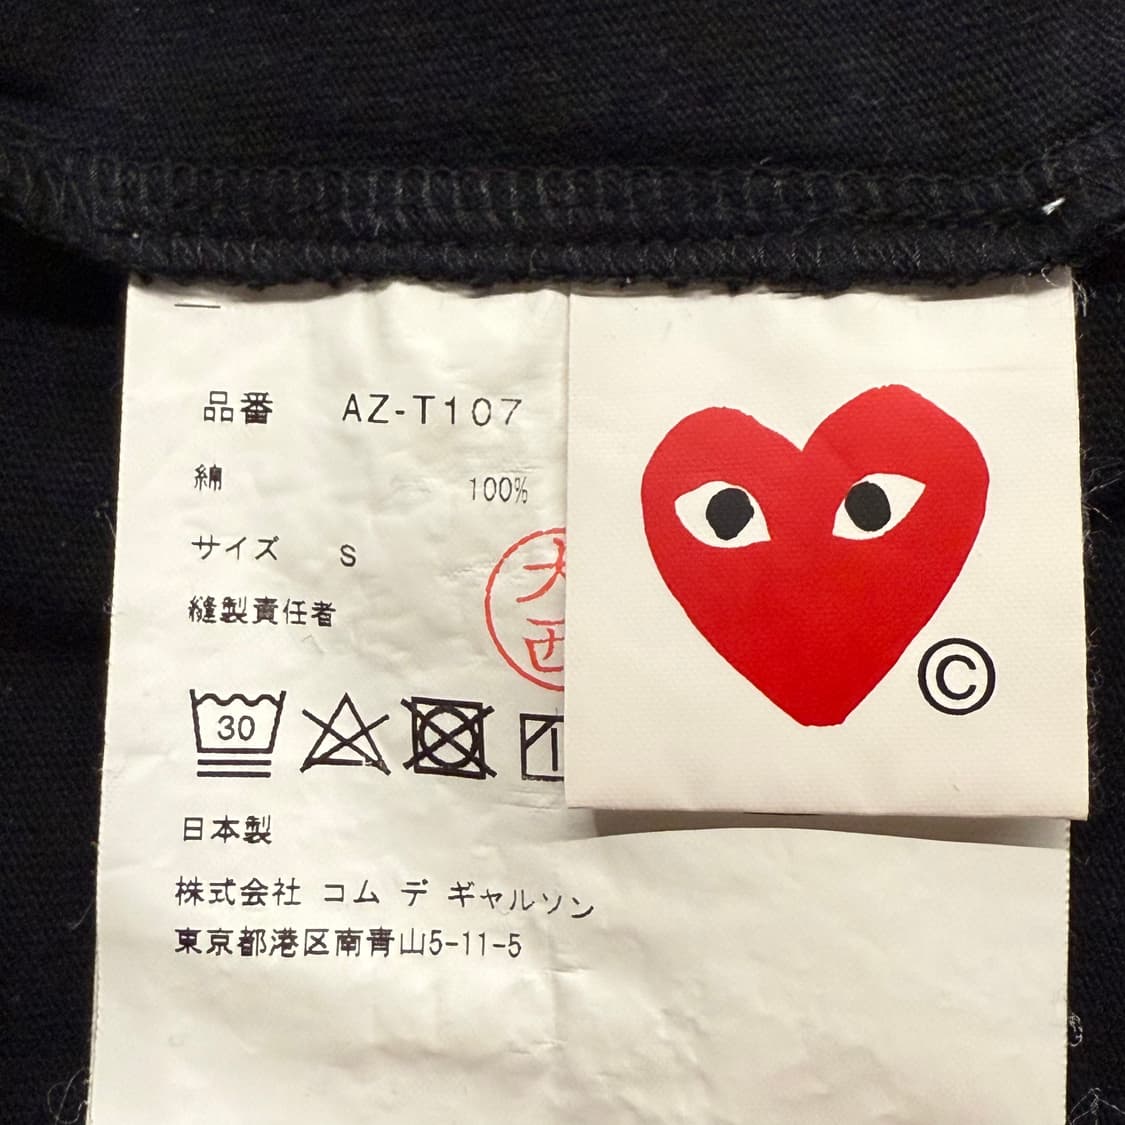 品番 AZ-T107
綿 100%
サイズ S
縫製責任者
大西
30
日本製
株式会社 コム デ ギャルソン
東京都港区南青山5-11-5
©